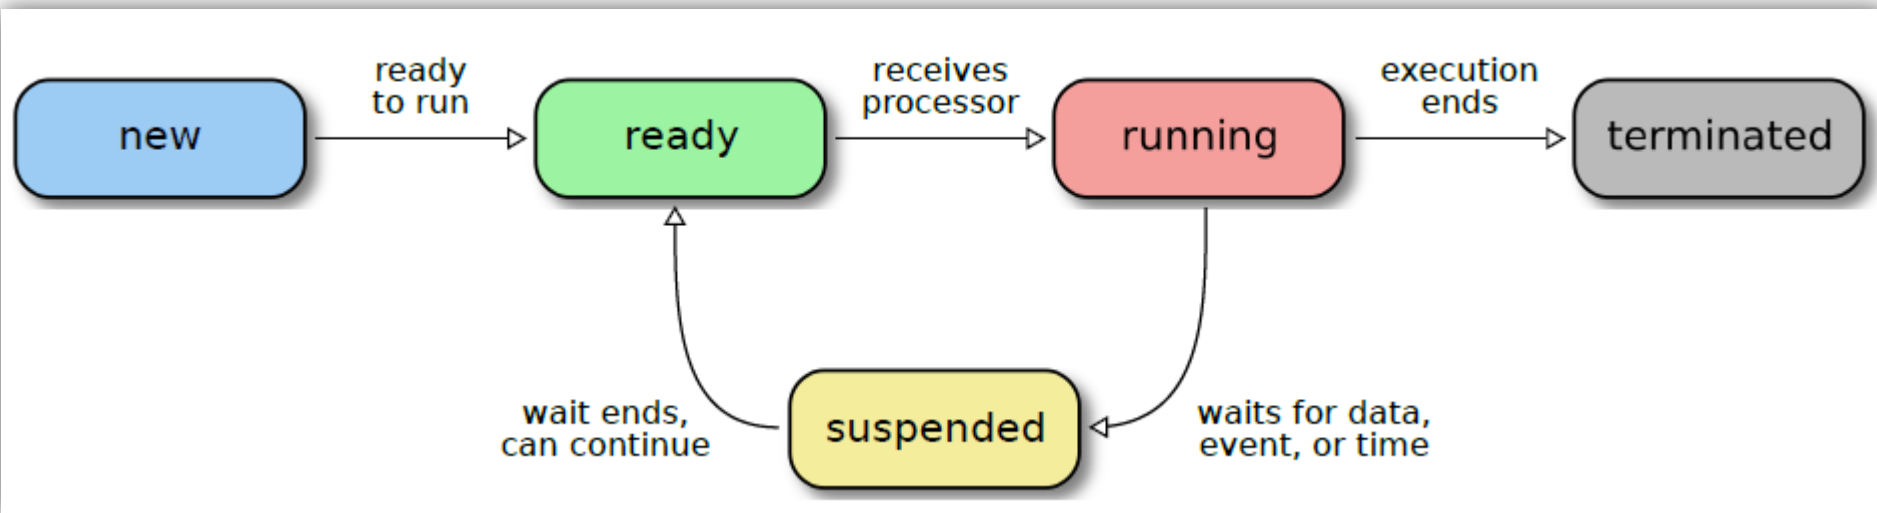 ready
to run
receives
processor
execution
ends
new
ready
running
terminated
wait ends,
can continue
suspended
waits for data,
event, or time